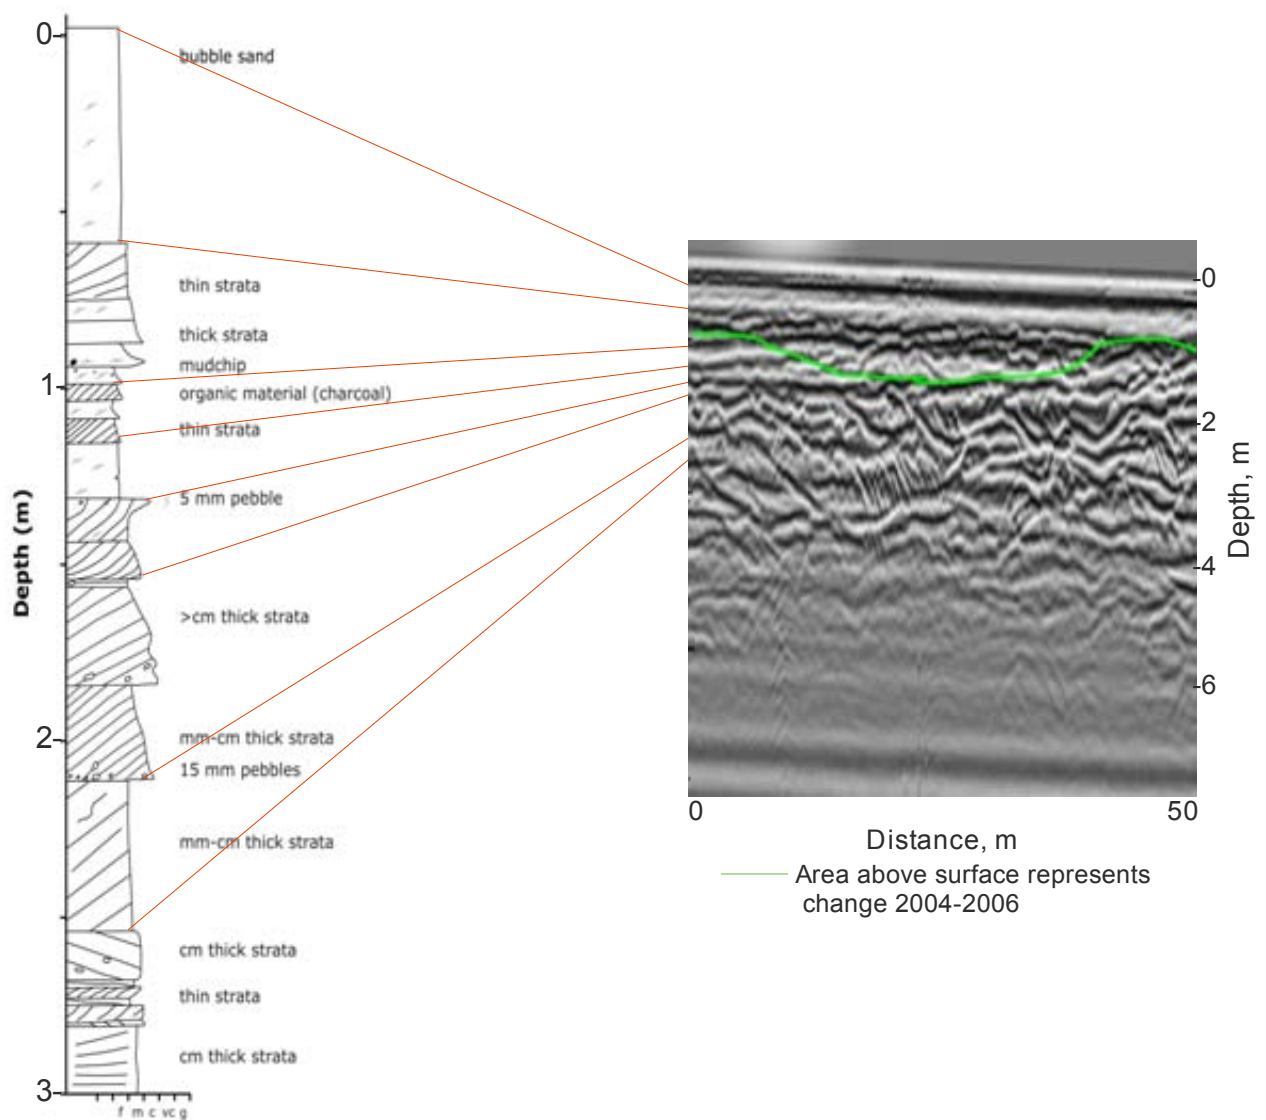 0
bubble sand
thin strata
thick strata
mudchip
1
organic material (charcoal)
thin strata
5 mm pebble
Depth (m)
>cm thick strata
2
mm-cm thick strata
15 mm pebbles
mm-cm thick strata
cm thick strata
thin strata
cm thick strata
3
f m c vc g
0
2
4
6
Depth, m
0 50
Distance, m
Area above surface represents
change 2004-2006